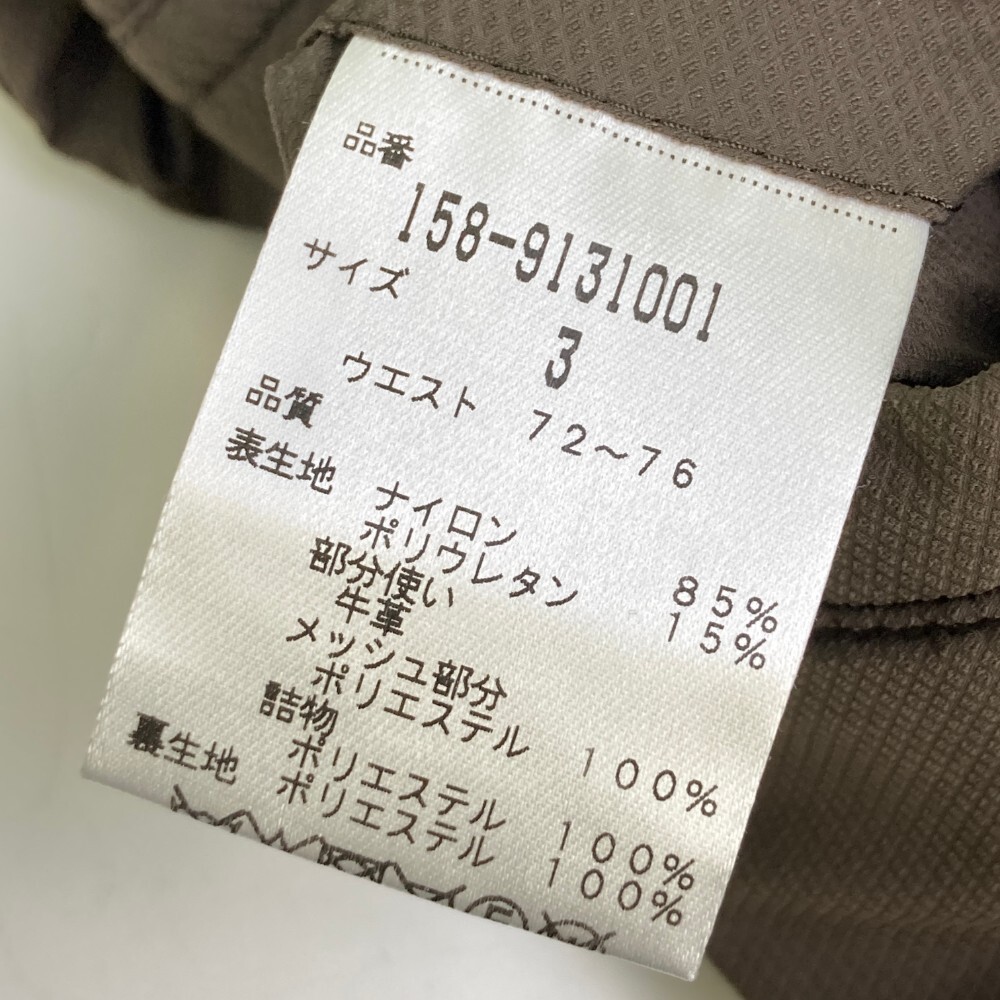 品番
158-9131001
サイズ
3
ウエスト 72~76
品質
表生地 ナイロン 85%
ポリウレタン 15%
部分使い
牛革
メッシュ部分
ポリエステル 100%
詰物
ポリエステル 100%
裏生地 ポリエステル 100%